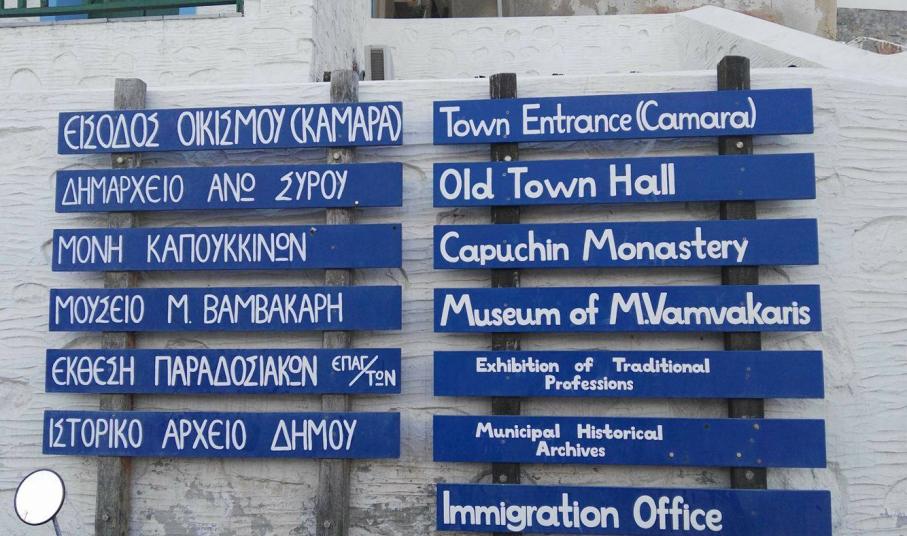 ΕΙΣΟΔΟΣ ΟΙΚΙΣΜΟΥ (ΚΑΜΑΡΑ)
ΔΗΜΑΡΧΕΙΟ ΑΝΩ ΣΥΡΟΥ
ΜΟΝΗ ΚΑΠΟΥΚΚΙΝΩΝ
ΜΟΥΣΕΙΟ Μ. ΒΑΜΒΑΚΑΡΗ
ΕΚΘΕΣΗ ΠΑΡΑΔΟΣΙΑΚΩΝ ΕΠΑΓ/ΤΩΝ
ΙΣΤΟΡΙΚΟ ΑΡΧΕΙΟ ΔΗΜΟΥ
Town Entrance (Camara)
Old Town Hall
Capuchin Monastery
Museum of M.Vamvakaris
Exhibition of Traditional
Professions
Municipal Historical
Archives
Immigration Office